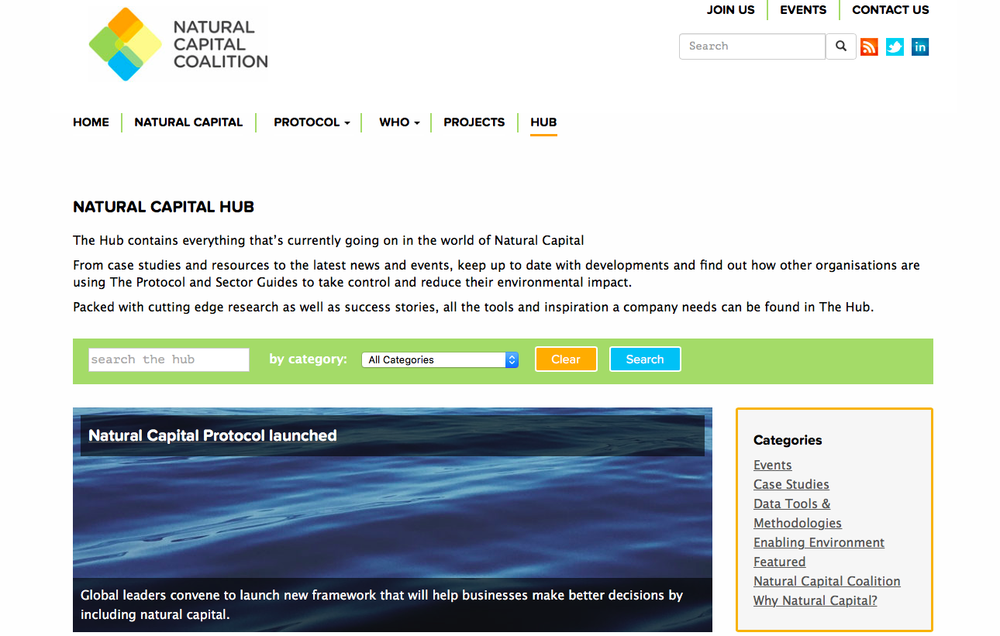 NATURAL
CAPITAL
COALITION
JOIN US
EVENTS
CONTACT US
Search
in
HOME
NATURAL CAPITAL
PROTOCOL
WHO
PROJECTS
HUB
NATURAL CAPITAL HUB
The Hub contains everything that’s currently going on in the world of Natural Capital
From case studies and resources to the latest news and events, keep up to date with developments and find out how other organisations are
using The Protocol and Sector Guides to take control and reduce their environmental impact.
Packed with cutting edge research as well as success stories, all the tools and inspiration a company needs can be found in The Hub.
search the hub
by category:
All Categories
Clear
Search
Natural Capital Protocol launched
Global leaders convene to launch new framework that will help businesses make better decisions by
including natural capital.
Categories
Events
Case Studies
Data Tools &
Methodologies
Enabling Environment
Featured
Natural Capital Coalition
Why Natural Capital?